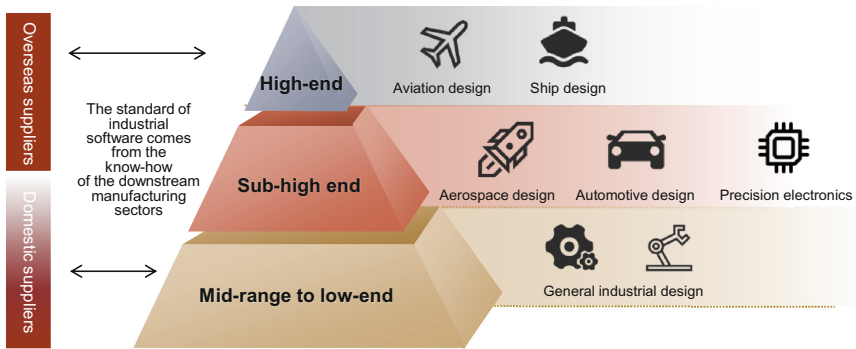 Overseas suppliers
Domestic suppliers
The standard of
industrial
software comes
from the
know-how
of the downstream
manufacturing
sectors
High-end
Aviation design
Ship design
Sub-high end
Aerospace design
Automotive design
Precision electronics
Mid-range to low-end
General industrial design